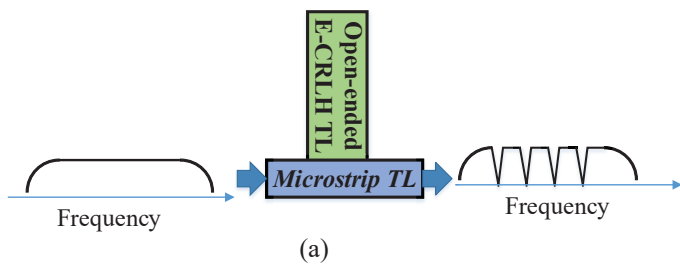 Open-ended
E-CRLH TL
Microstrip TL
Frequency
Frequency
(a)